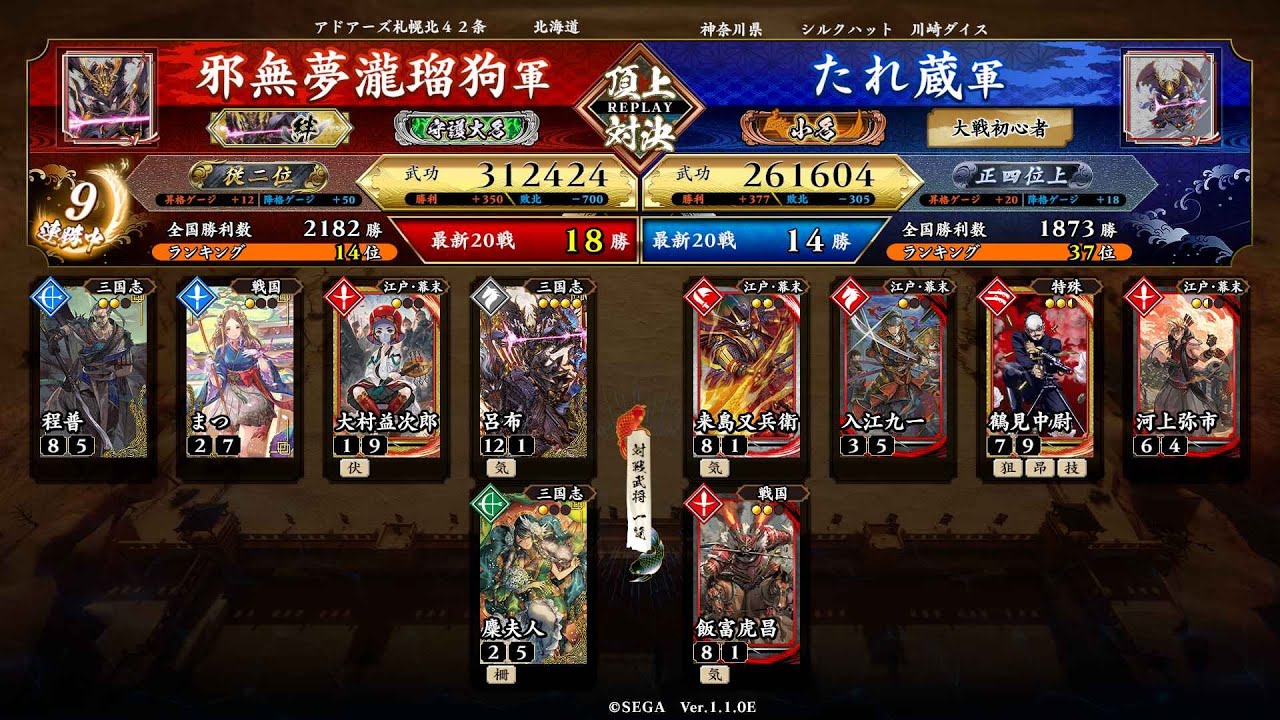 アドアーズ札幌北42条 北海道
神奈川県 シルクハット 川崎ダイス
邪無夢瀧瑠狗軍
頂上
REPLAY
対決
たれ蔵軍
絆
守護大名
小名
大戦初心者
従二位
昇格ゲージ +12 降格ゲージ +50
武功 312424
勝利 +350 敗北 -700
武功 261604
勝利 +377 敗北 -305
正四位上
昇格ゲージ +20 降格ゲージ +18
9
連勝中
全国勝利数 2182勝
ランキング 14位
最新20戦 18勝
最新20戦 14勝
全国勝利数 1873勝
ランキング 37位
三国志
程普
8 5
戦国
まつ
2 7
江戸・幕末
大村益次郎
1 9
伏
三国志
呂布
12 1
気
江戸・幕末
来島又兵衛
8 1
気
江戸・幕末
入江九一
3 5
特殊
鶴見中尉
7 9
狙 昂 技
江戸・幕末
河上弥市
6 4
対戦武将一覧
三国志
麋夫人
2 5
柵
戦国
飯富虎昌
8 1
気
©SEGA Ver.1.1.0E